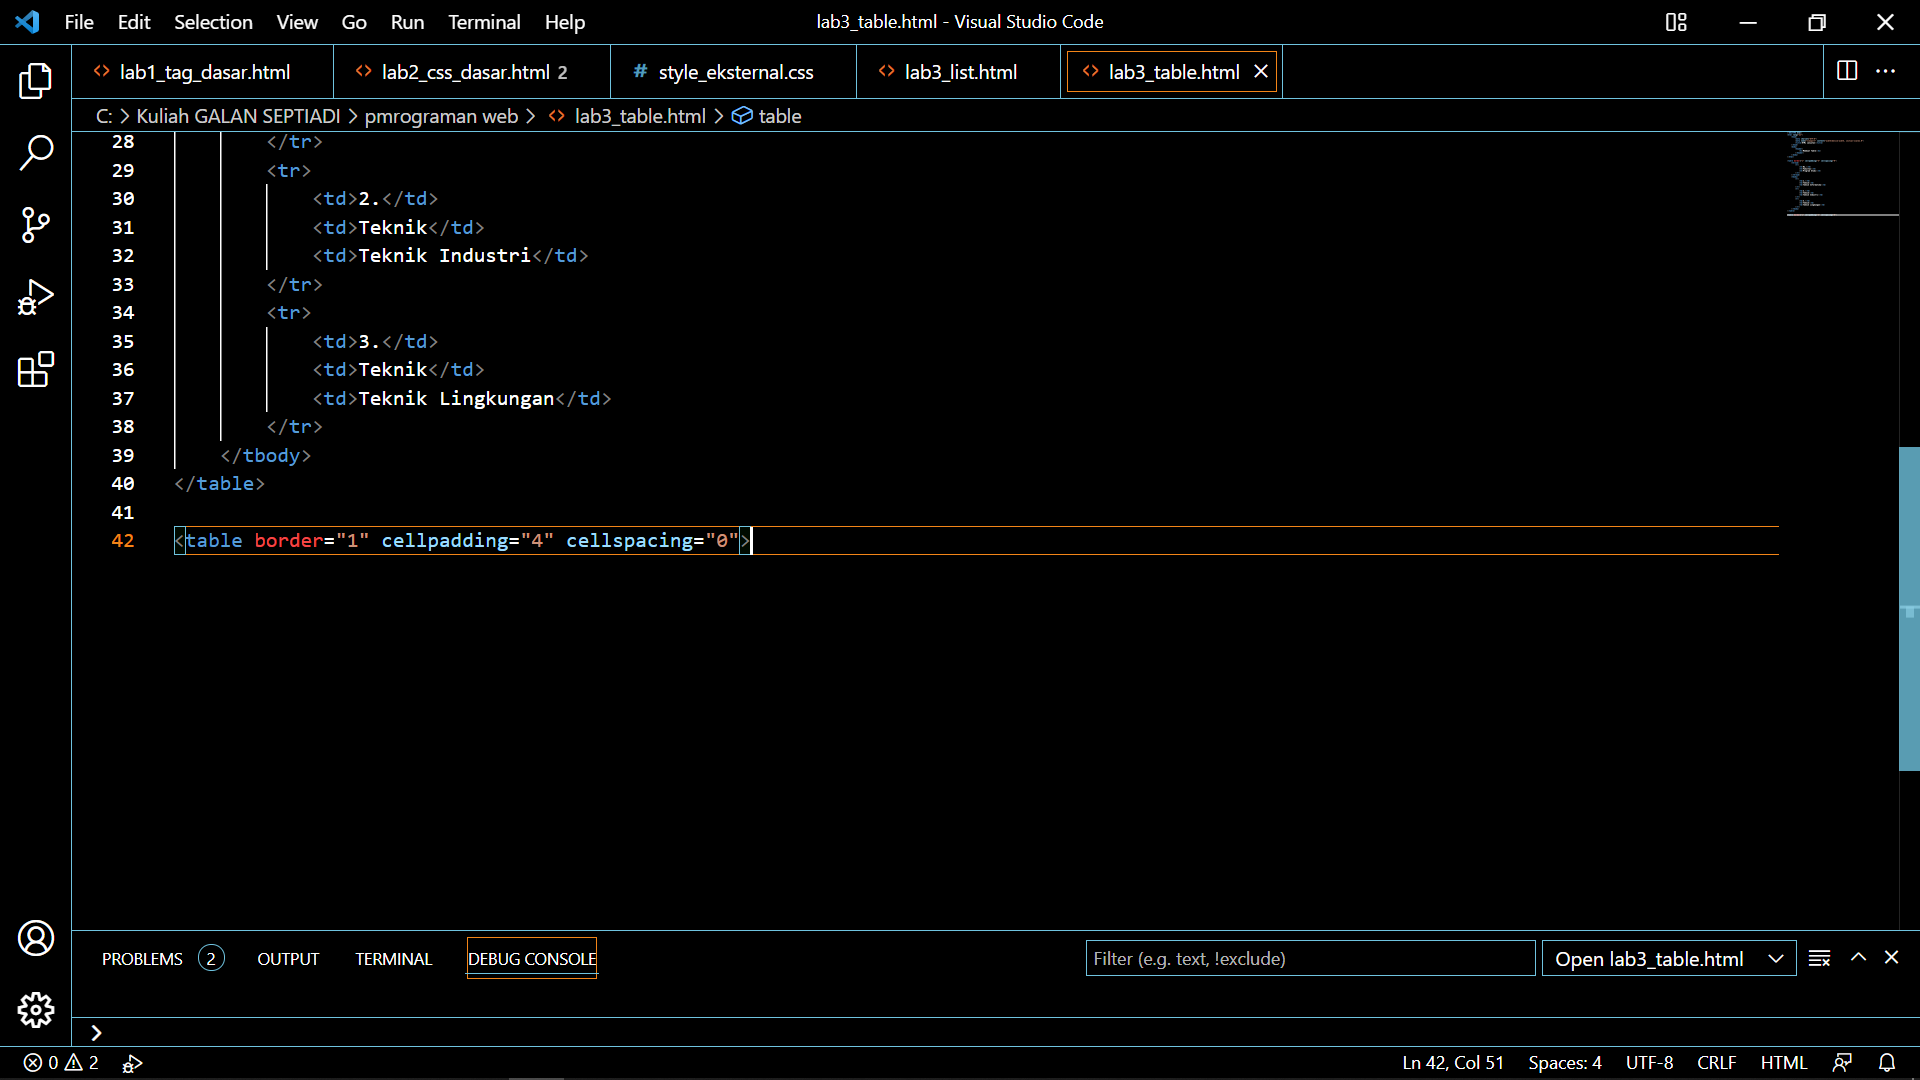 File Edit Selection View Go Run Terminal Help lab3_table.html - Visual Studio Code
lab1_tag_dasar.html lab2_css_dasar.html 2 # style_eksternal.css lab3_list.html lab3_table.html
C: > Kuliah GALAN SEPTIADI > pmrograman web > lab3_table.html > table
28 </tr>
29 <tr>
30 <td>2.</td>
31 <td>Teknik</td>
32 <td>Teknik Industri</td>
33 </tr>
34 <tr>
35 <td>3.</td>
36 <td>Teknik</td>
37 <td>Teknik Lingkungan</td>
38 </tr>
39 </tbody>
40 </table>
41
42 <table border="1" cellpadding="4" cellspacing="0">
PROBLEMS 2 OUTPUT TERMINAL DEBUG CONSOLE Filter (e.g. text, !exclude) Open lab3_table.html
0 2 Ln 42, Col 51 Spaces: 4 UTF-8 CRLF HTML